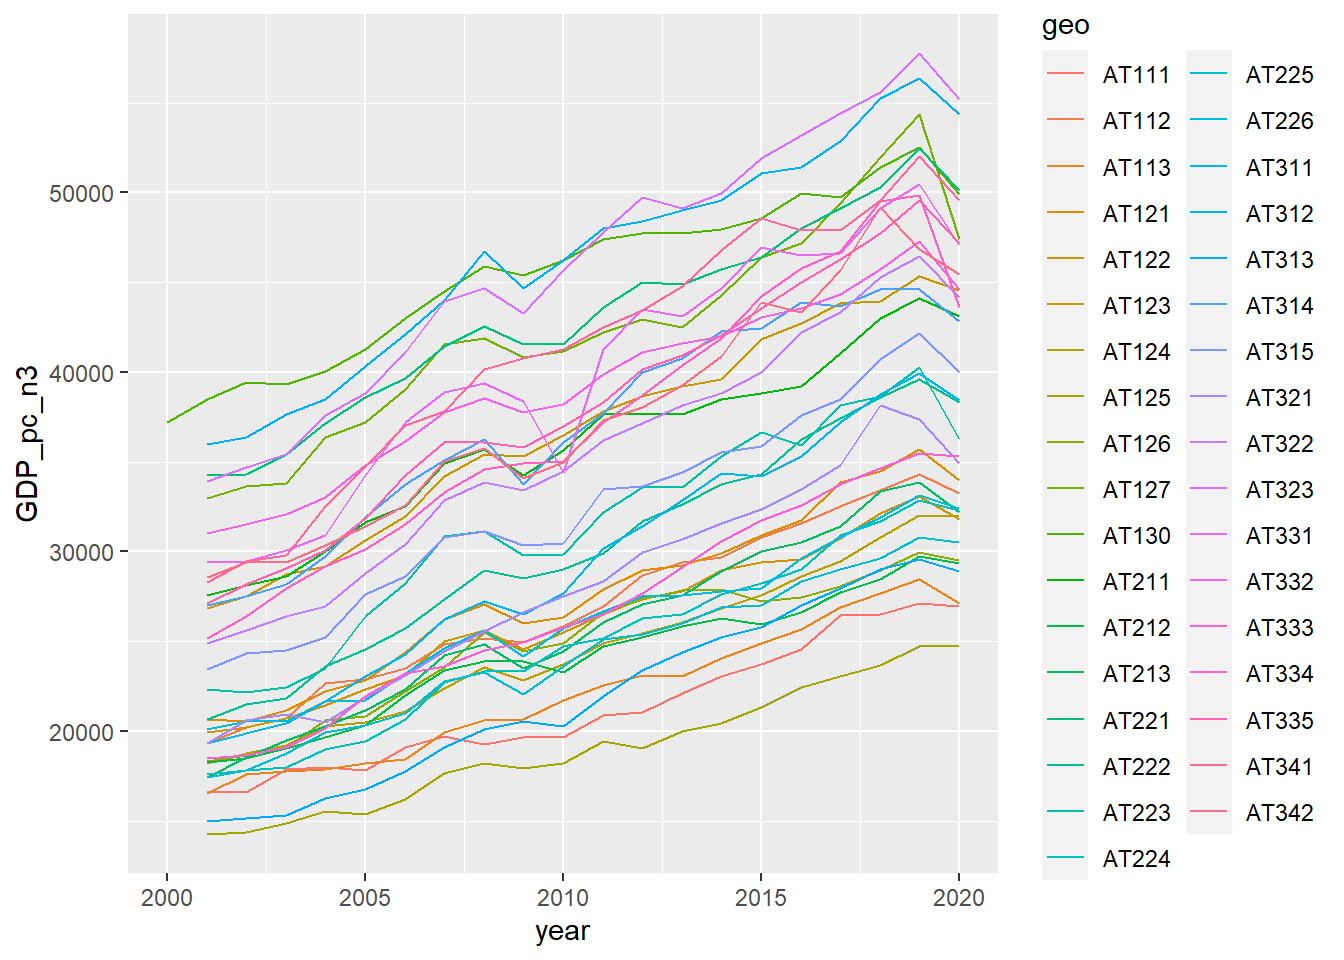 geo
AT111
AT112
AT113
AT121
AT122
AT123
AT124
AT125
AT126
AT127
AT130
AT211
AT212
AT213
AT221
AT222
AT223
AT224
AT225
AT226
AT311
AT312
AT313
AT314
AT315
AT321
AT322
AT323
AT331
AT332
AT333
AT334
AT335
AT341
AT342
GDP_pc_n3
50000
40000
30000
20000
2000 2005 2010 2015 2020
year